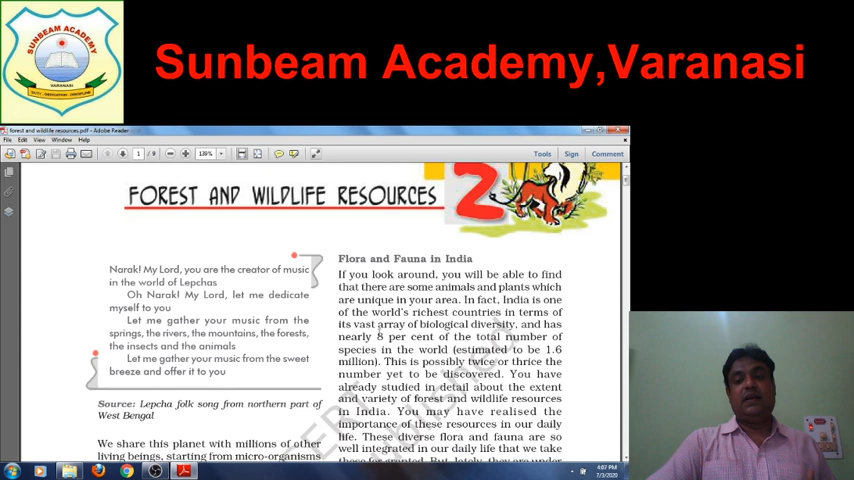 SUNBEAM ACADEMY
VARANASI
Sunbeam Academy,Varanasi
forest and wildlife resources.pdf - Adobe Reader
File Edit View Window Help
1 / 9 139% Tools Sign Comment
FOREST AND WILDLIFE RESOURCES 2
Narak! My Lord, you are the creator of music
in the world of Lepchas
Oh Narak! My Lord, let me dedicate
myself to you
Let me gather your music from the
springs, the rivers, the mountains, the forests,
the insects and the animals
Let me gather your music from the sweet
breeze and offer it to you
Source: Lepcha folk song from northern part of
West Bengal
We share this planet with millions of other
living beings, starting from micro-organisms
Flora and Fauna in India
If you look around, you will be able to find
that there are some animals and plants which
are unique in your area. In fact, India is one
of the world's richest countries in terms of
its vast array of biological diversity, and has
nearly 8 per cent of the total number of
species in the world (estimated to be 1.6
million). This is possibly twice or thrice the
number yet to be discovered. You have
already studied in detail about the extent
and variety of forest and wildlife resources
in India. You may have realised the
importance of these resources in our daily
life. These diverse flora and fauna are so
well integrated in our daily life that we take
these for granted. But, lately, they are under
4:07 PM
7/3/2020